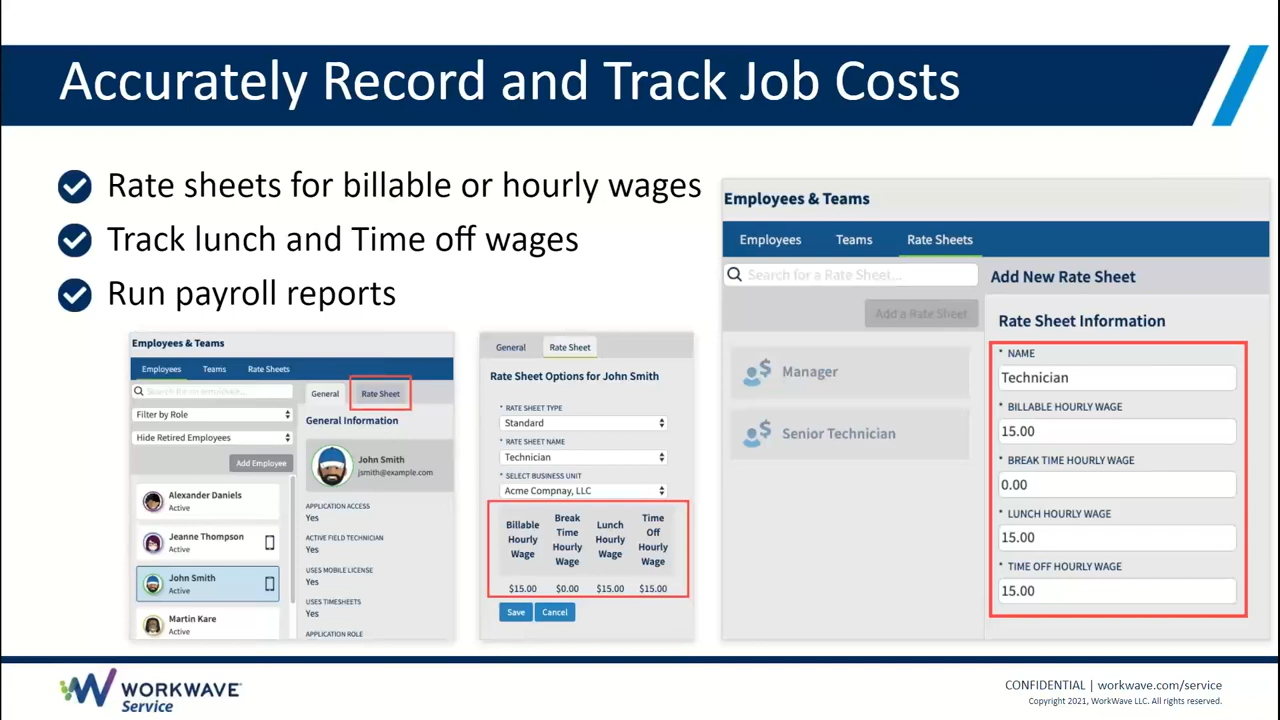 Accurately Record and Track Job Costs
Rate sheets for billable or hourly wages
Track lunch and Time off wages
Run payroll reports
Employees & Teams
Employees Teams Rate Sheets
Search for an employee...
Filter by Role
Hide Retired Employees
Add Employee
Alexander Daniels
Active
Jeanne Thompson
Active
John Smith
Active
Martin Kare
Active
General Rate Sheet
General Information
John Smith
jsmith@example.com
APPLICATION ACCESS
Yes
ACTIVE FIELD TECHNICIAN
Yes
USES MOBILE LICENSE
Yes
USES TIMESHEETS
Yes
APPLICATION ROLE
General Rate Sheet
Rate Sheet Options for John Smith
* RATE SHEET TYPE
Standard
* RATE SHEET NAME
Technician
* SELECT BUSINESS UNIT
Acme Compnay, LLC
Billable Hourly Wage
Break Time Hourly Wage
Lunch Hourly Wage
Time Off Hourly Wage
$15.00 $0.00 $15.00 $15.00
Save Cancel
Employees & Teams
Employees Teams Rate Sheets
Search for a Rate Sheet...
Add a Rate Sheet
Manager
Senior Technician
Add New Rate Sheet
Rate Sheet Information
* NAME
Technician
* BILLABLE HOURLY WAGE
15.00
* BREAK TIME HOURLY WAGE
0.00
* LUNCH HOURLY WAGE
15.00
* TIME OFF HOURLY WAGE
15.00
WORKWAVE
Service
CONFIDENTIAL | workwave.com/service
Copyright 2021, WorkWave LLC. All rights reserved.